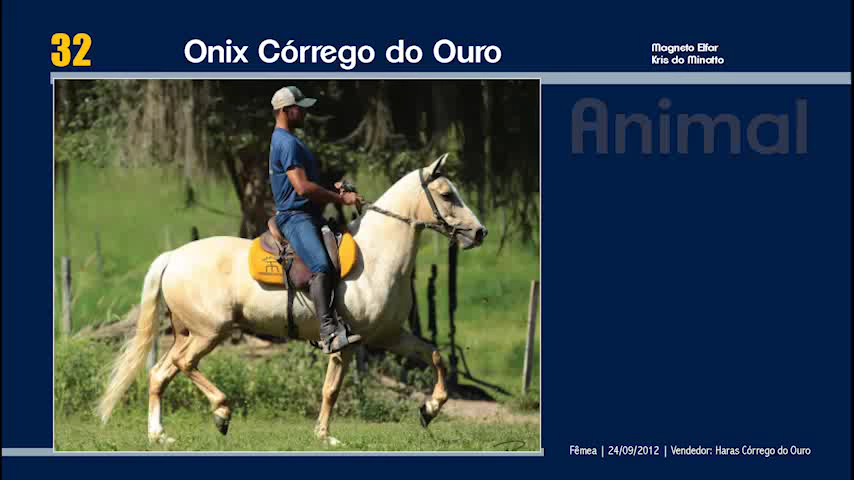 32
Onix Córrego do Ouro
Magneto Elfar
Kris do Minatto
Animal
Fêmea | 24/09/2012 | Vendedor: Haras Córrego do Ouro